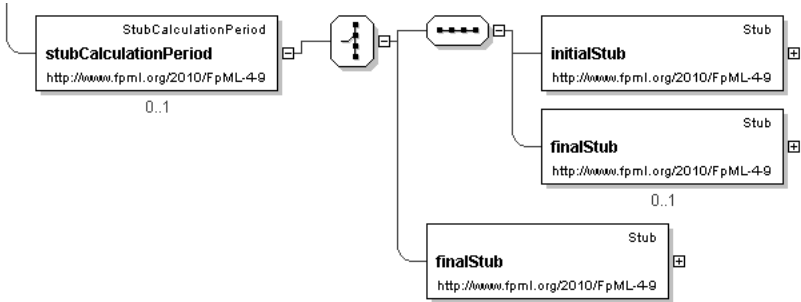 StubCalculationPeriod
stubCalculationPeriod
http://www.fpml.org/2010/FpML-4-9
0..1
Stub
initialStub
http://www.fpml.org/2010/FpML-4-9
Stub
finalStub
http://www.fpml.org/2010/FpML-4-9
0..1
Stub
finalStub
http://www.fpml.org/2010/FpML-4-9